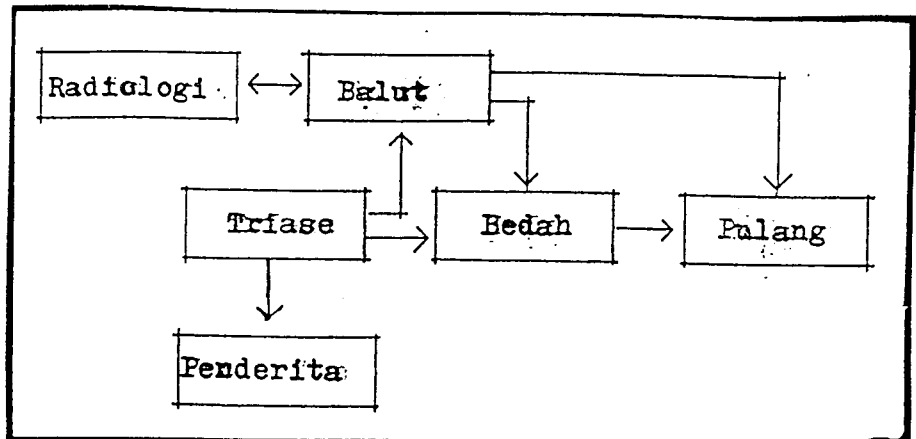 Radiologi
Balut
Triase
Bedah
Pulang
Penderita